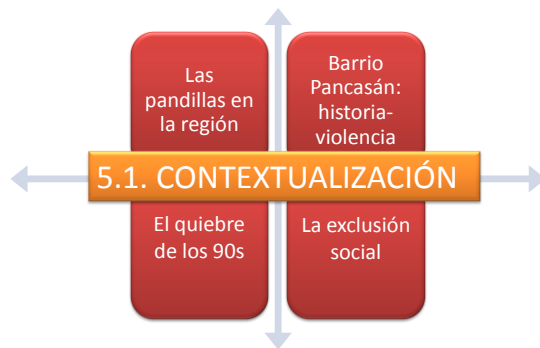 Las
pandillas en
la región
Barrio
Pancasán:
historia-
violencia
5.1. CONTEXTUALIZACIÓN
El quiebre
de los 90s
La exclusión
social